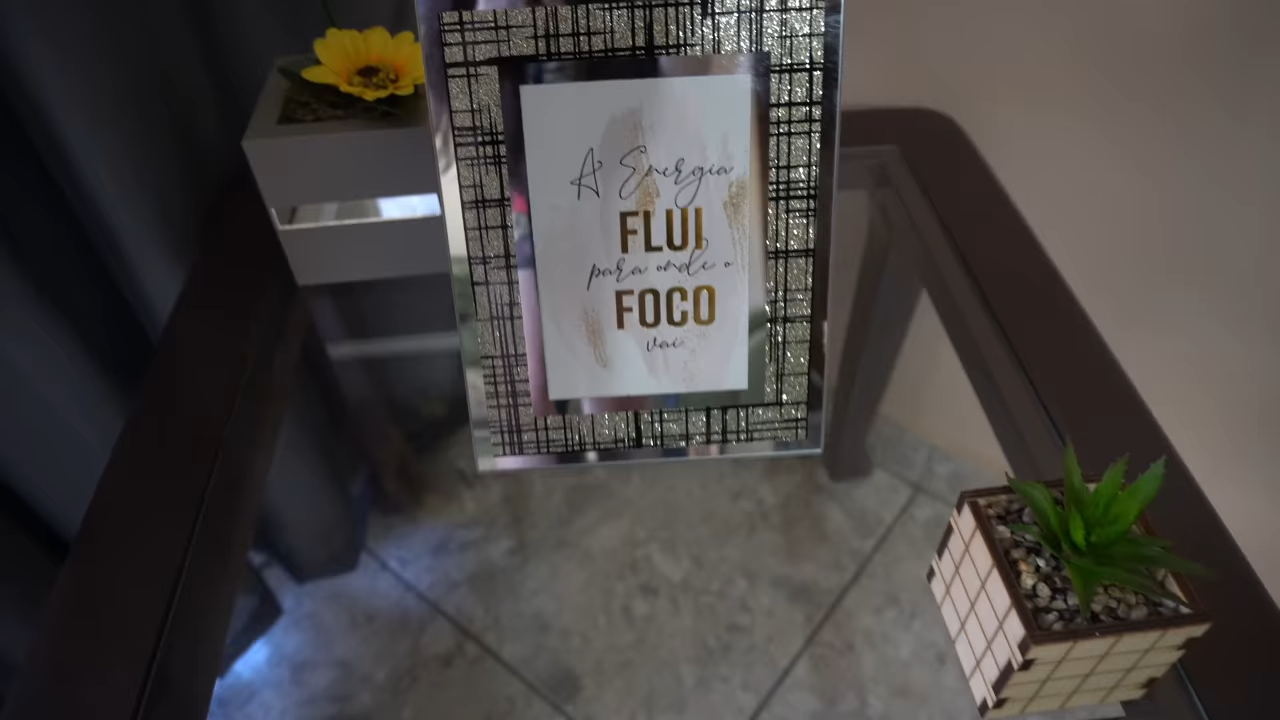 A Energia
FLUI
para onde o
FOCO
vai